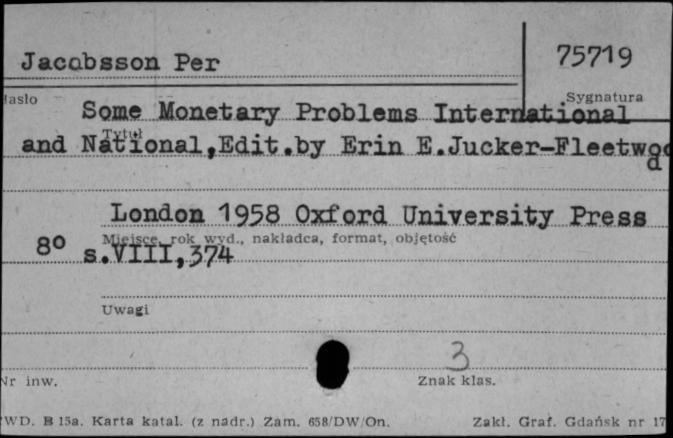 Jacobsson Per
75719
Hasło
Sygnatura
Some Monetary Problems International
Tytuł
and National,Edit.by Erin E.Jucker-Fleetwood
London 1958 Oxford University Press
Miejsce, rok wyd., nakładca, format, objętość
8º s.VIII,374
Uwagi
3
Nr inw.
Znak klas.
WD. B 15a. Karta katal. (z nadr.) Zam. 658/DW/On.
Zakł. Graf. Gdańsk nr 17